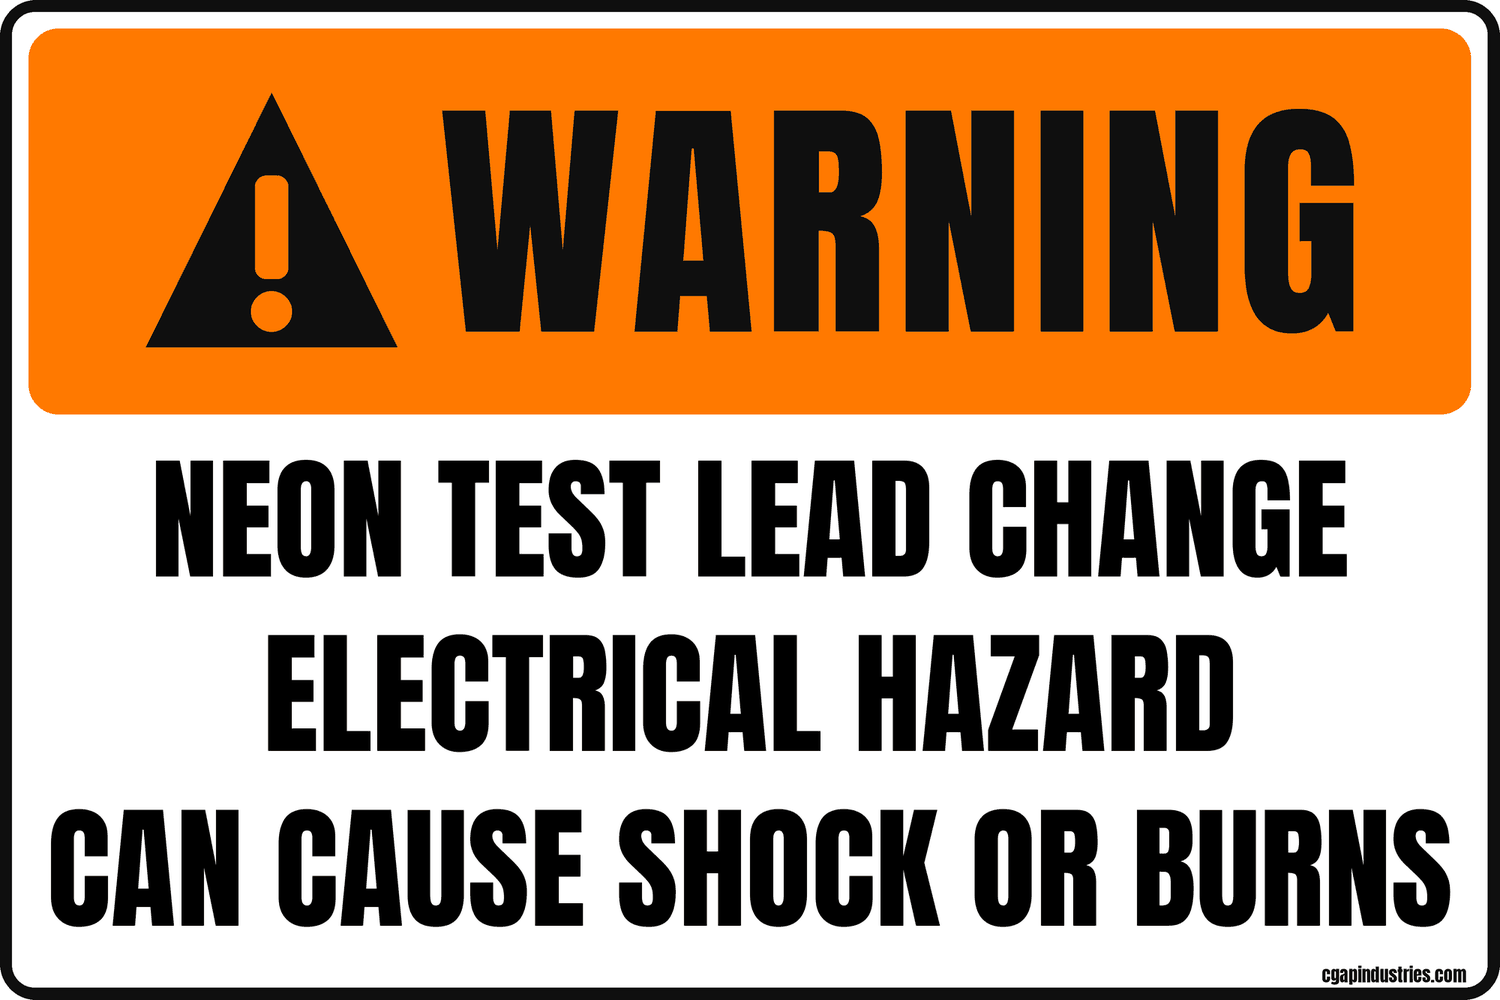 WARNING
NEON TEST LEAD CHANGE
ELECTRICAL HAZARD
CAN CAUSE SHOCK OR BURNS
cgapindustries.com